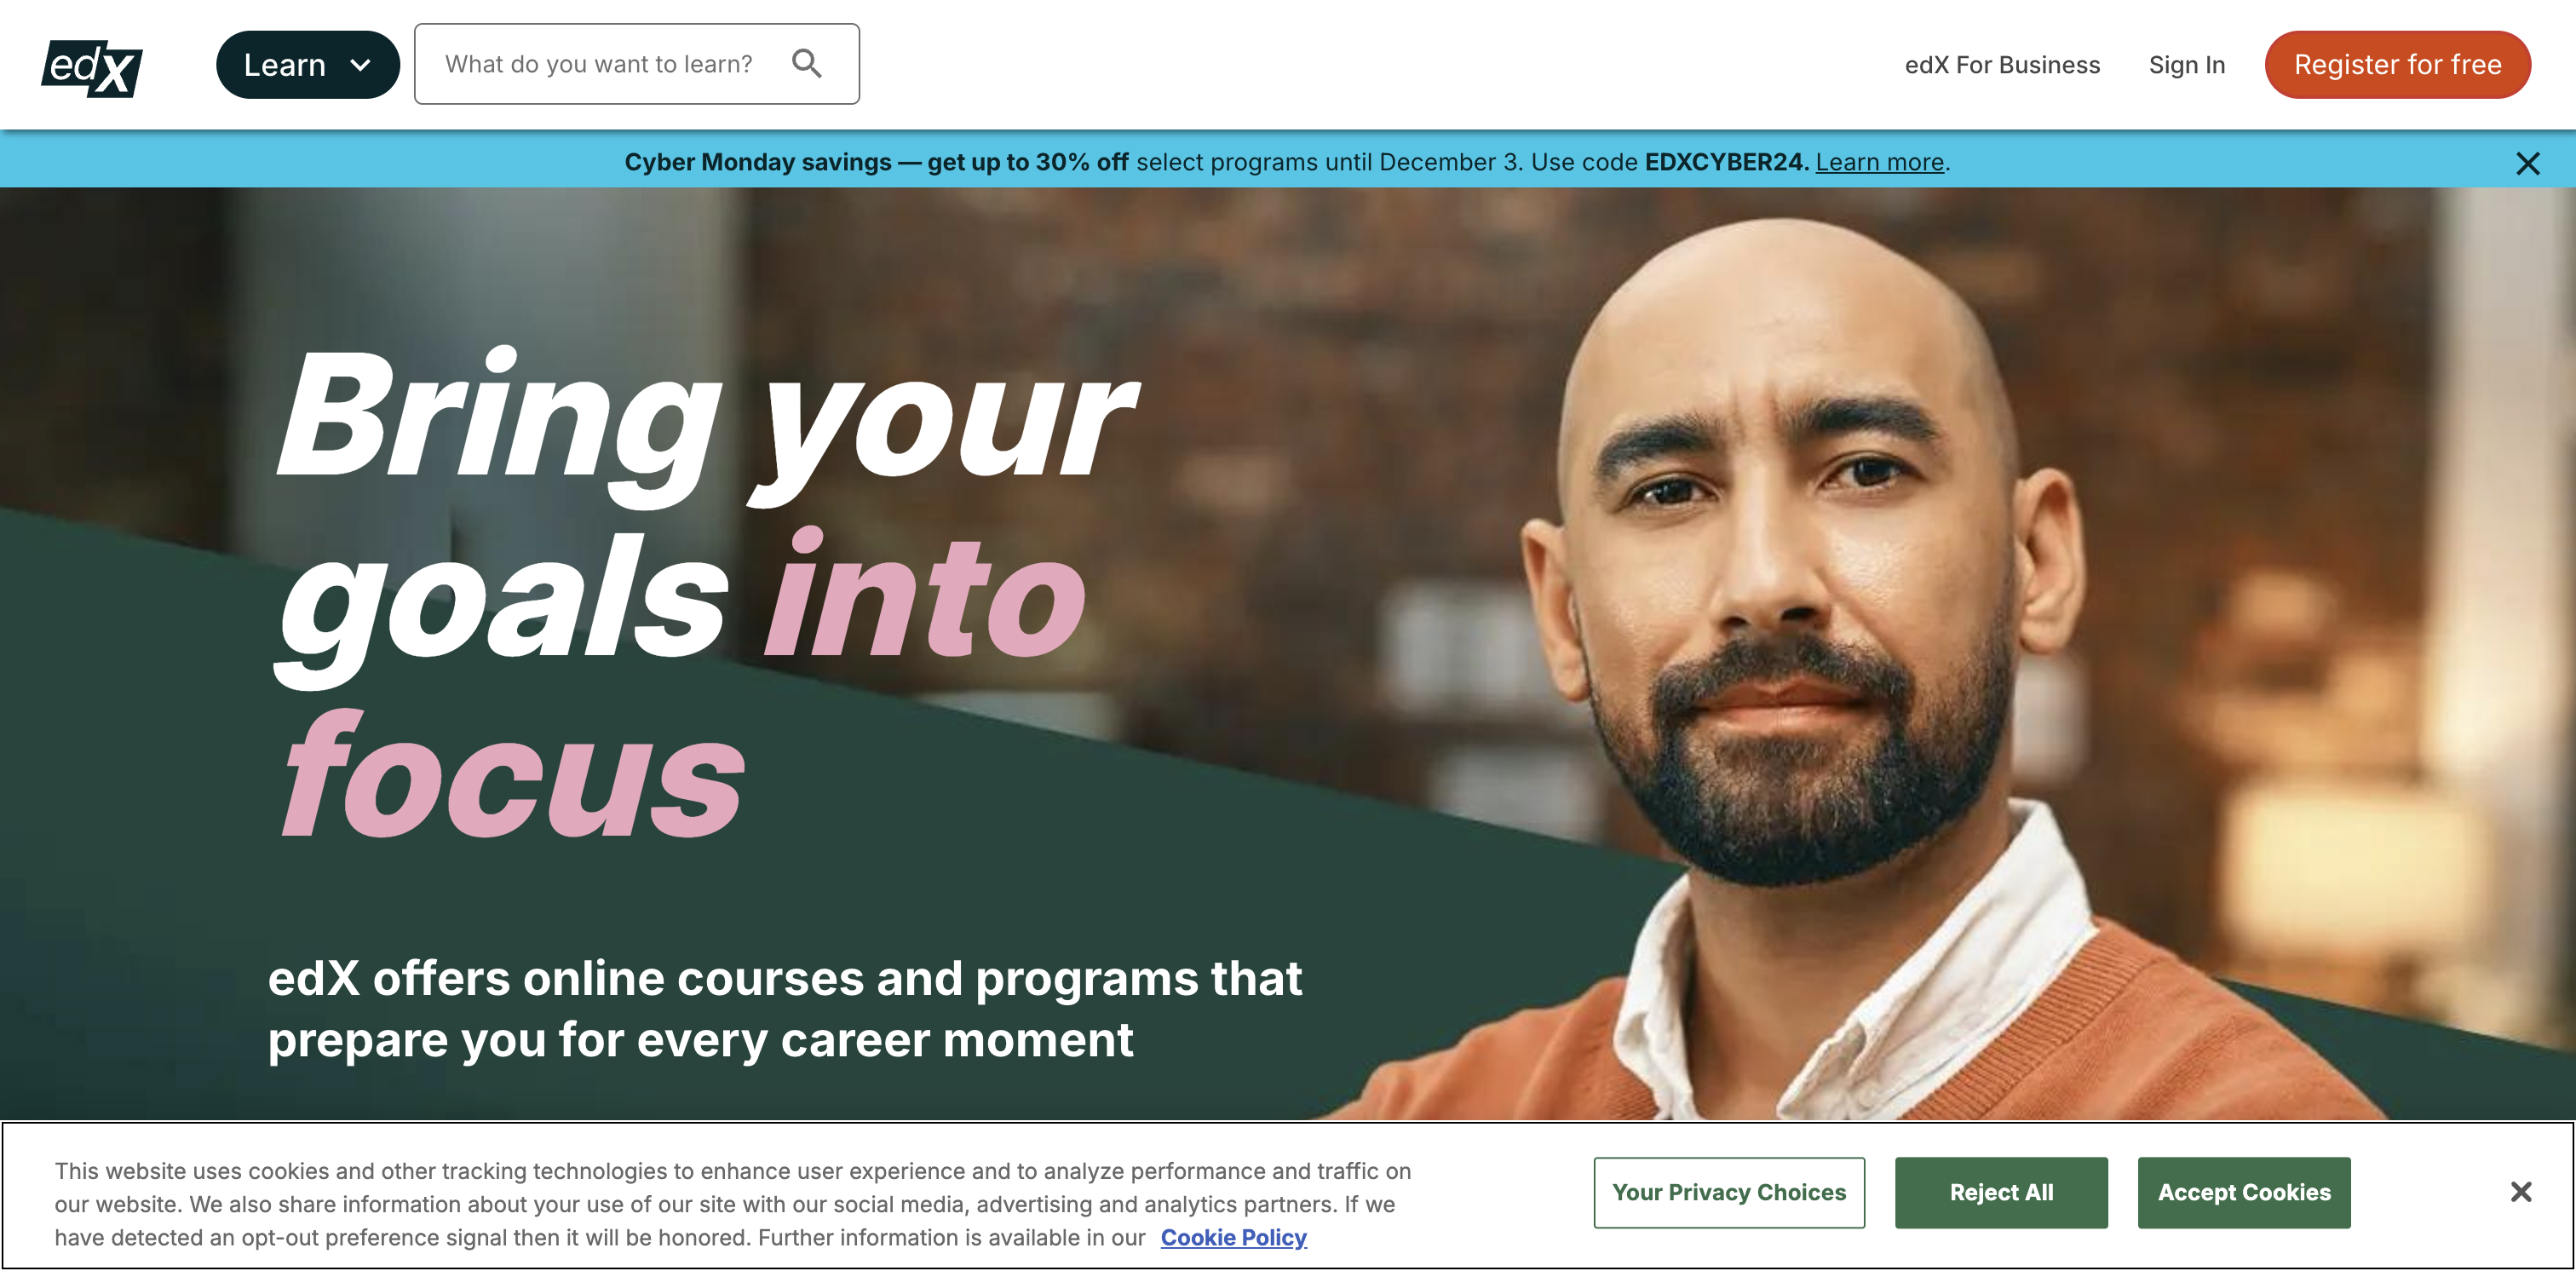 edX
Learn
What do you want to learn?
edX For Business
Sign In
Register for free
Cyber Monday savings — get up to 30% off select programs until December 3. Use code EDXCYBER24. Learn more.
Bring your
goals into
focus
edX offers online courses and programs that
prepare you for every career moment
This website uses cookies and other tracking technologies to enhance user experience and to analyze performance and traffic on
our website. We also share information about your use of our site with our social media, advertising and analytics partners. If we
have detected an opt-out preference signal then it will be honored. Further information is available in our Cookie Policy
Your Privacy Choices
Reject All
Accept Cookies